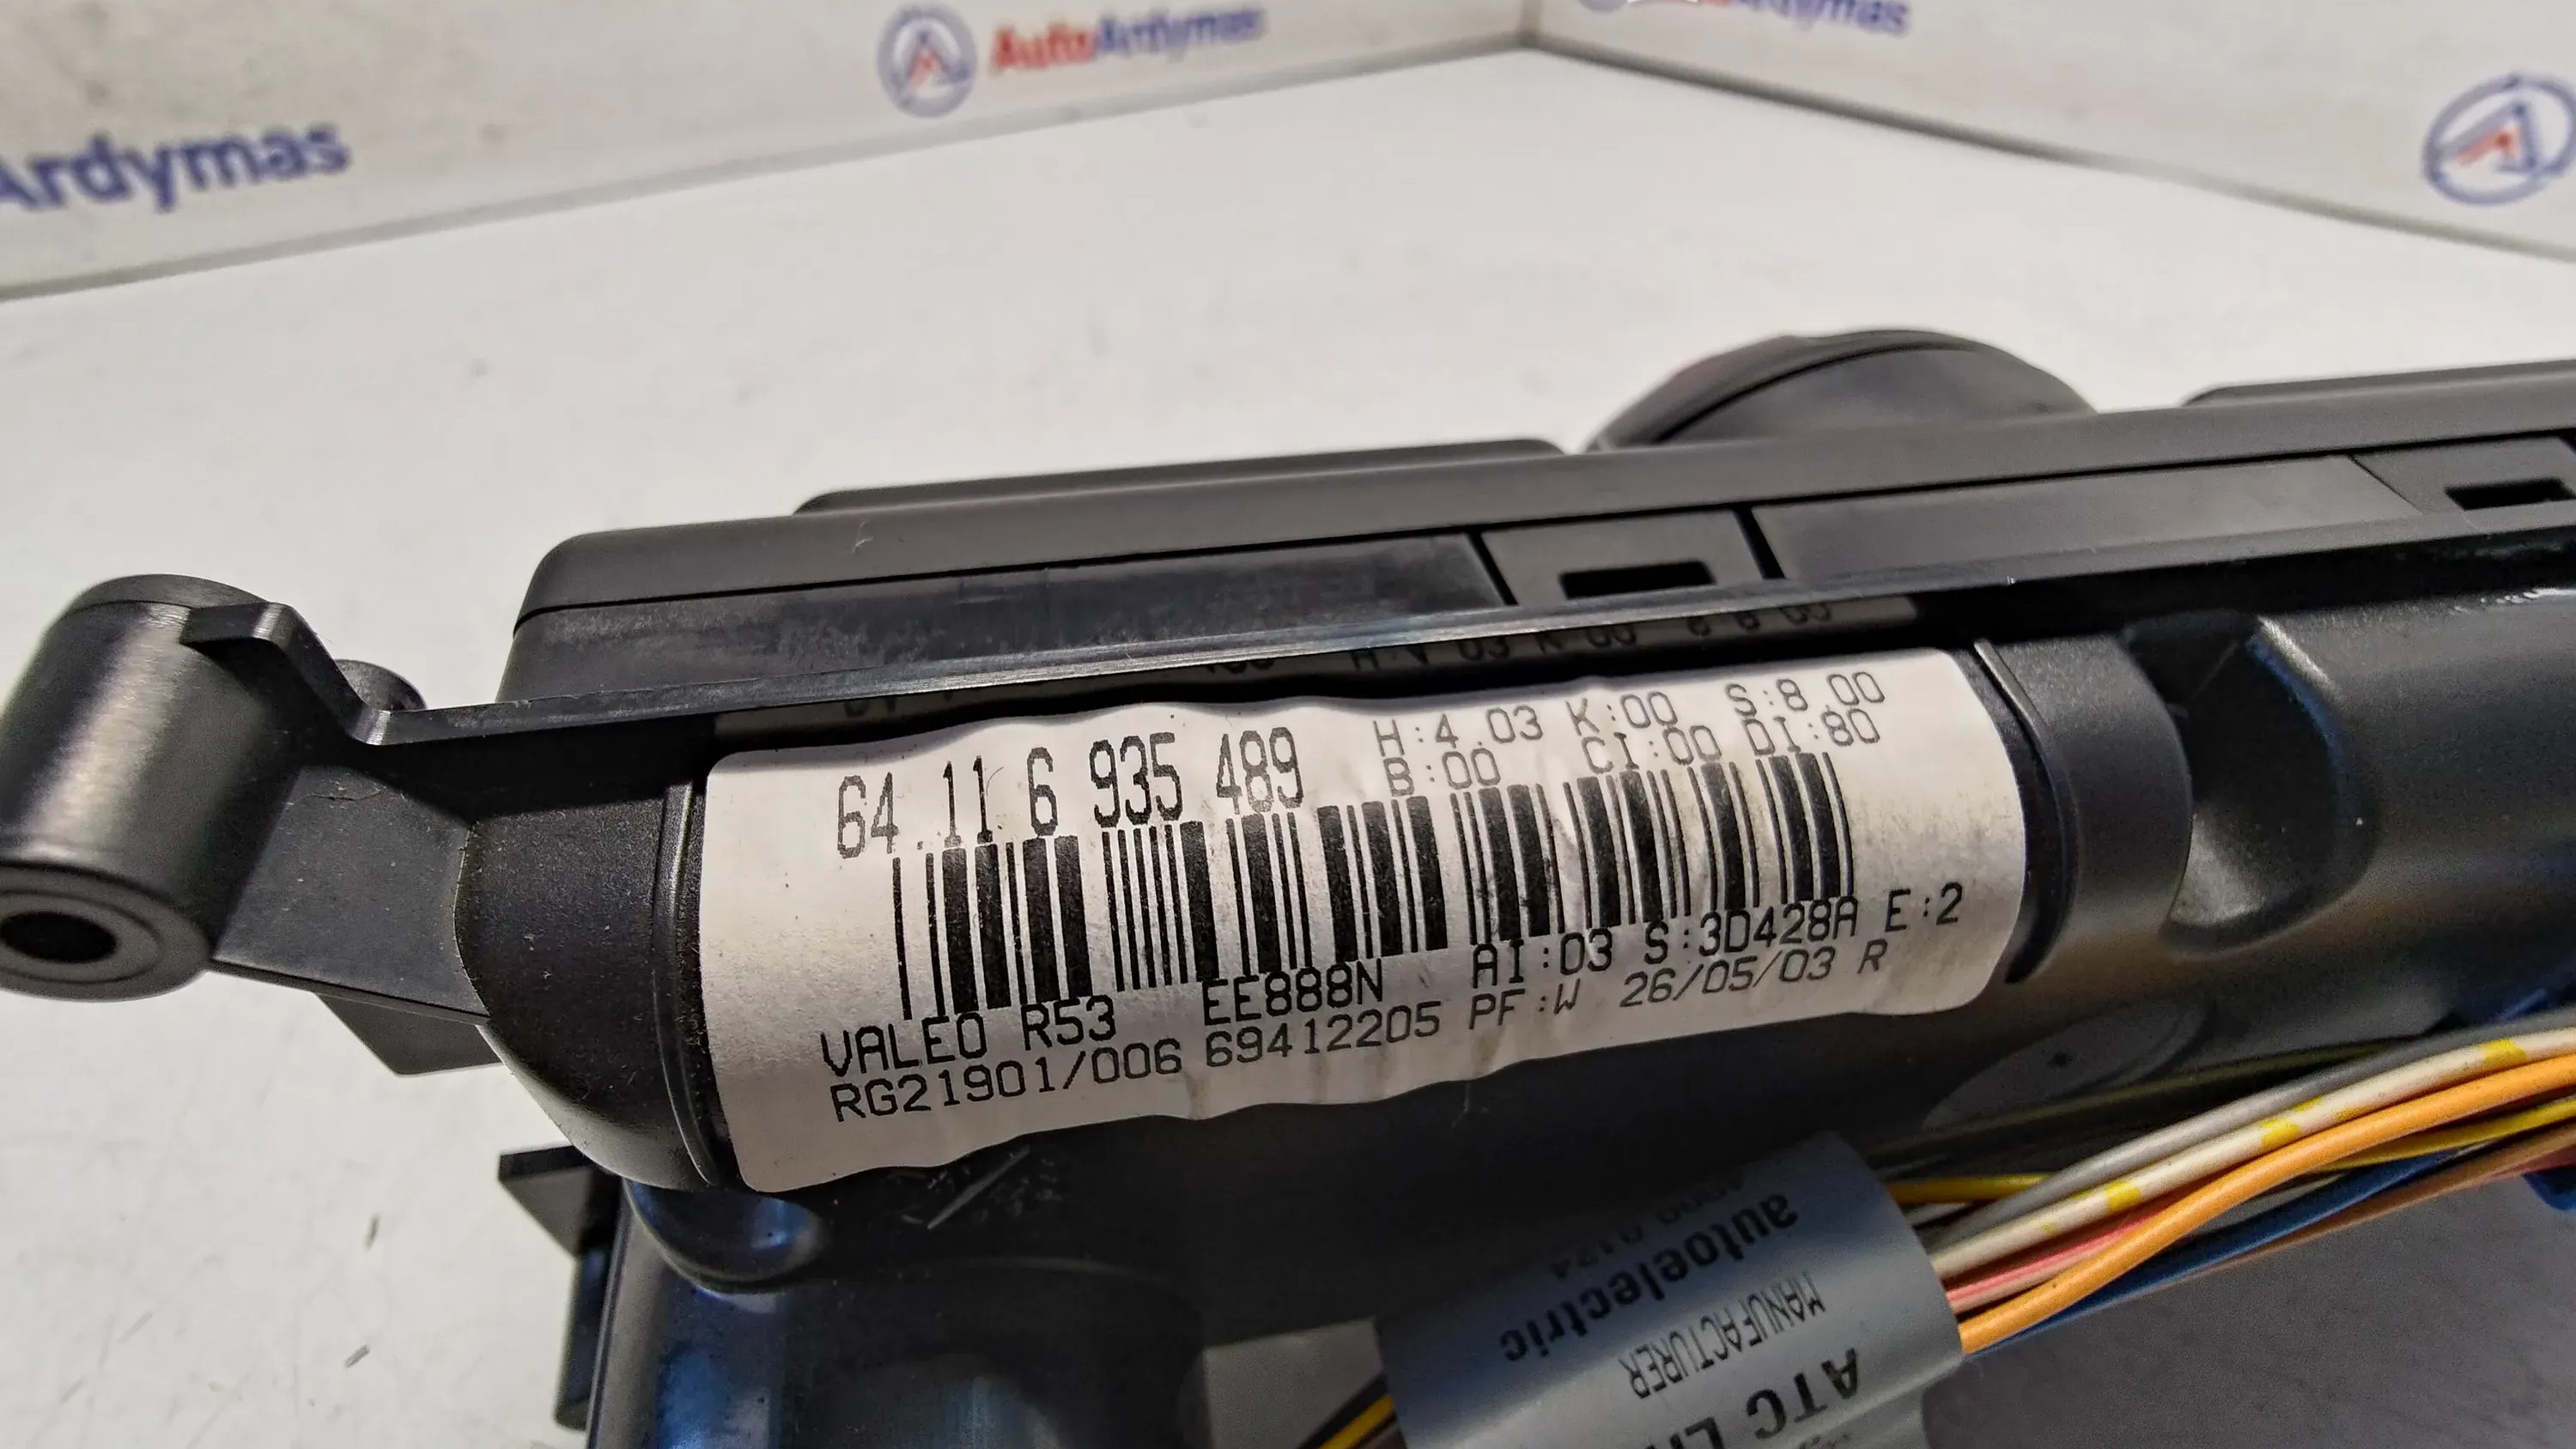 AutoArdymas
Ardymas
64.11 6 935 489
H:4.03 K:00 S:8.00
B:00 CI:00 DI:80
VALEO R53 EE888N AI:03 S:3D428A E:2
RG21901/006 69412205 PF:W 26/05/03 R
autoelectric
MANUFACTURER